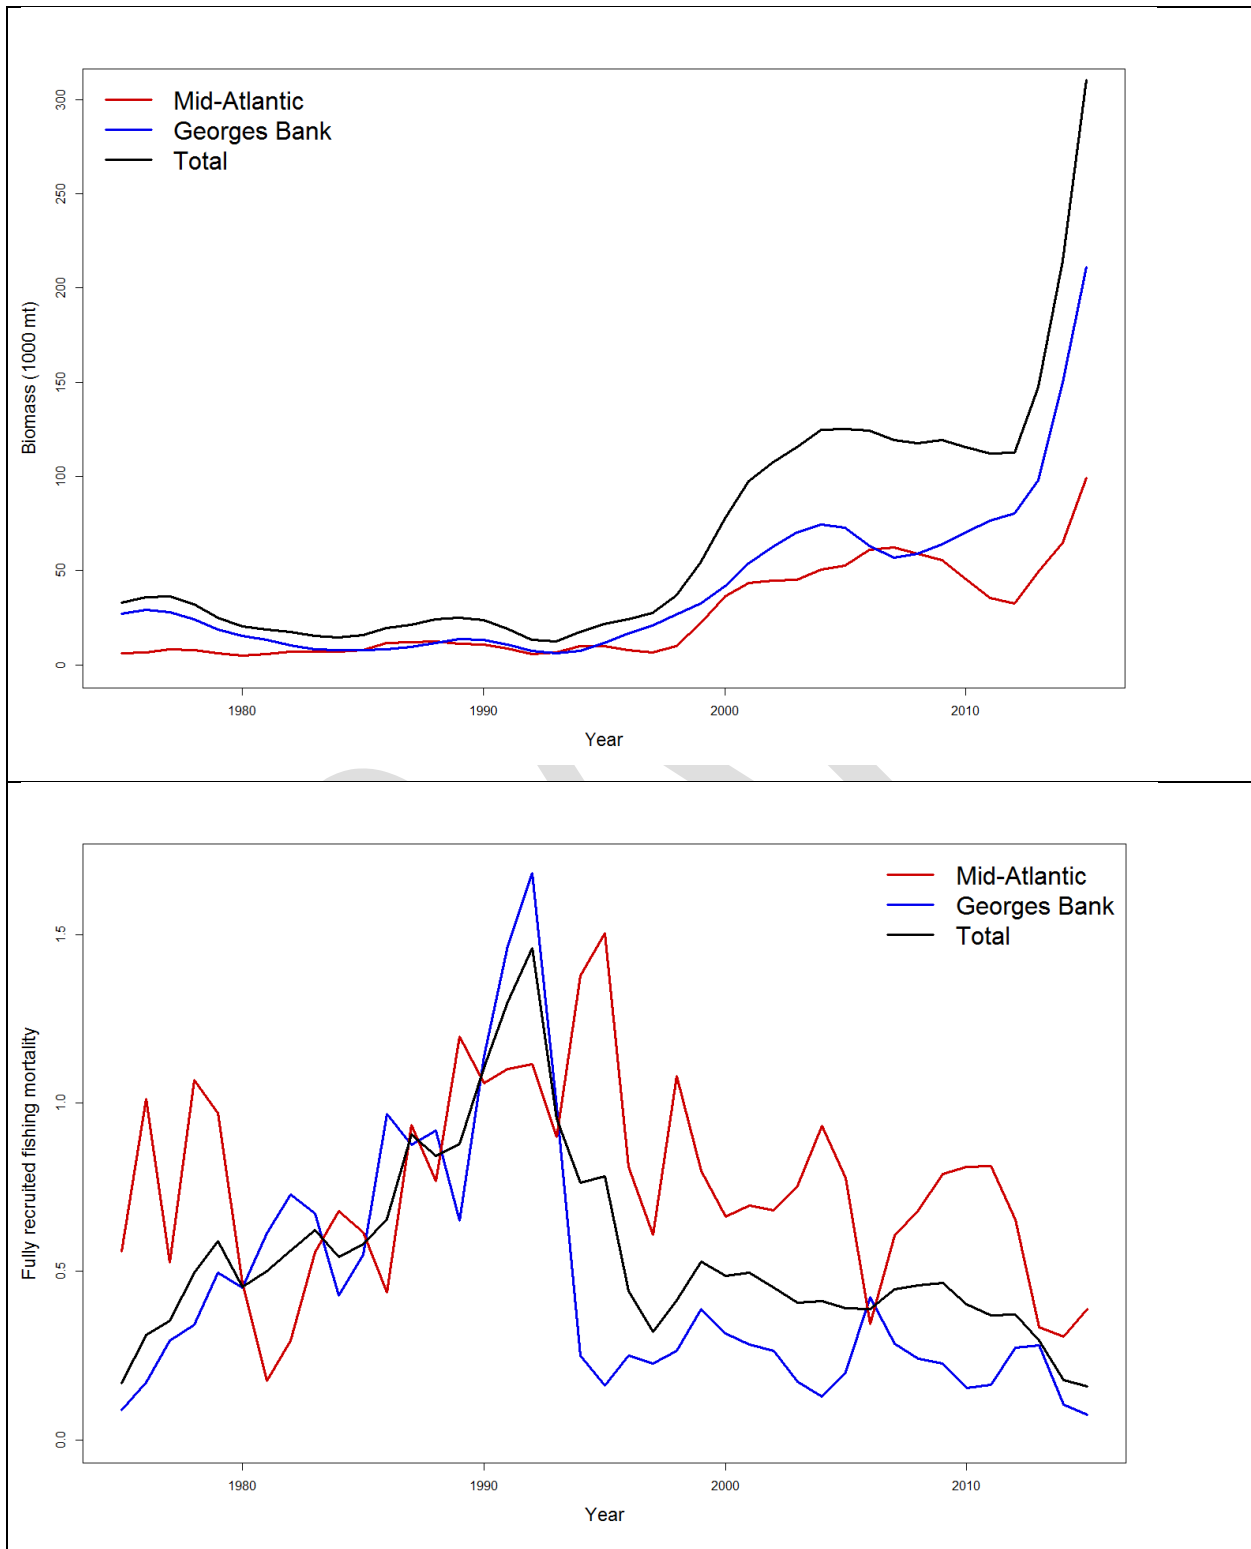 Mid-Atlantic
Georges Bank
Total
300
250
200
150
100
50
0
Biomass (1000 mt)
1980 1990 2000 2010
Year
Mid-Atlantic
Georges Bank
Total
1.5
1.0
0.5
0.0
Fully recruited fishing mortality
1980 1990 2000 2010
Year